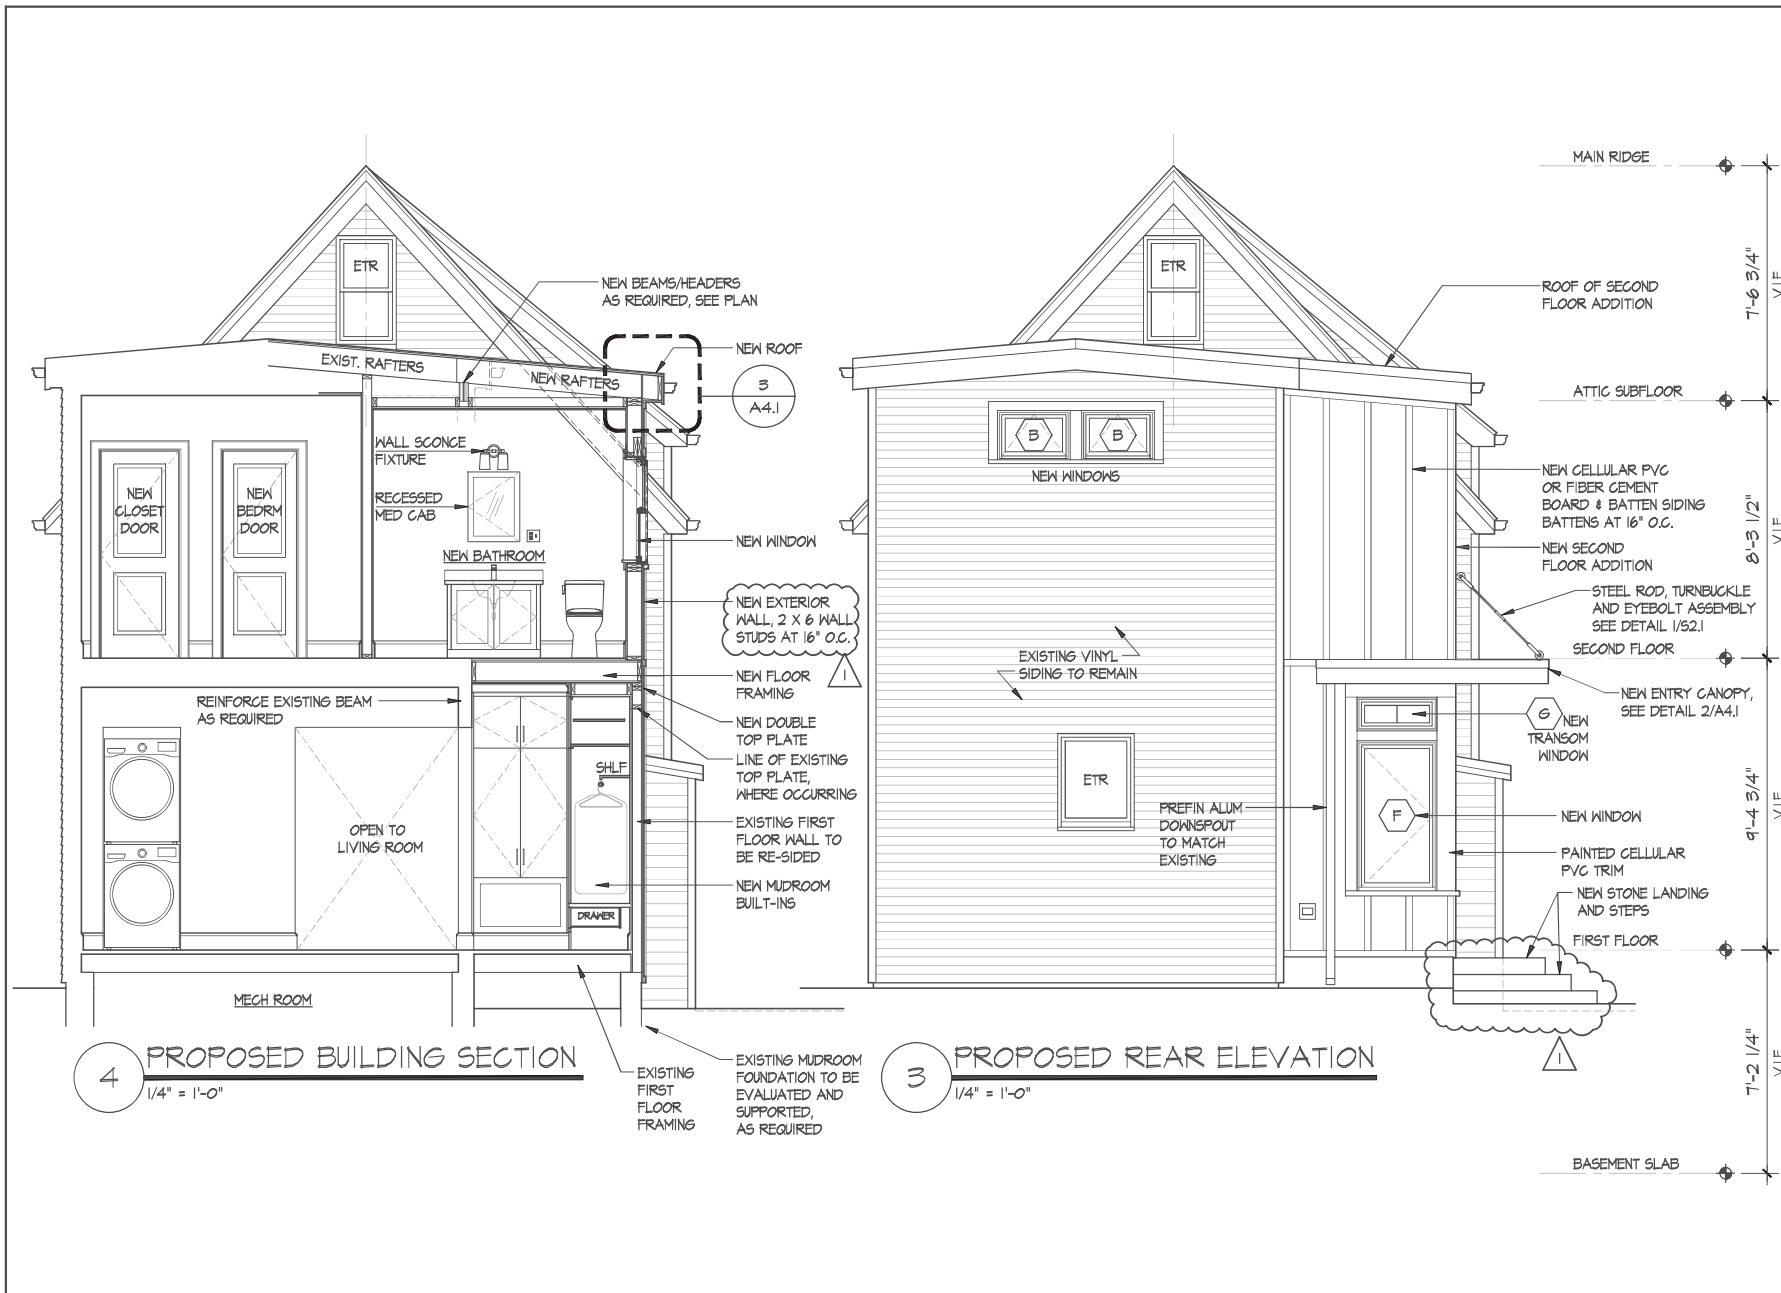 ETR
NEW BEAMS/HEADERS
AS REQUIRED, SEE PLAN
EXIST. RAFTERS
NEW RAFTERS
NEW ROOF
3
A4.1
WALL SCONCE
FIXTURE
RECESSED
MED CAB
NEW
CLOSET
DOOR
NEW
BEDRM
DOOR
NEW BATHROOM
NEW WINDOW
NEW EXTERIOR
WALL, 2 X 6 WALL
STUDS AT 16" O.C.
1
NEW FLOOR
FRAMING
REINFORCE EXISTING BEAM
AS REQUIRED
NEW DOUBLE
TOP PLATE
LINE OF EXISTING
TOP PLATE,
WHERE OCCURRING
SHLF
OPEN TO
LIVING ROOM
EXISTING FIRST
FLOOR WALL TO
BE RE-SIDED
NEW MUDROOM
BUILT-INS
DRAWER
MECH ROOM
4
PROPOSED BUILDING SECTION
1/4" = 1'-0"
EXISTING
FIRST
FLOOR
FRAMING
EXISTING MUDROOM
FOUNDATION TO BE
EVALUATED AND
SUPPORTED,
AS REQUIRED
ETR
B
B
NEW WINDOWS
EXISTING VINYL
SIDING TO REMAIN
ETR
PREFIN ALUM
DOWNSPOUT
TO MATCH
EXISTING
F
3
PROPOSED REAR ELEVATION
1/4" = 1'-0"
MAIN RIDGE
ROOF OF SECOND
FLOOR ADDITION
ATTIC SUBFLOOR
NEW CELLULAR PVC
OR FIBER CEMENT
BOARD & BATTEN SIDING
BATTENS AT 16" O.C.
NEW SECOND
FLOOR ADDITION
STEEL ROD, TURNBUCKLE
AND EYEBOLT ASSEMBLY
SEE DETAIL 1/S2.1
SECOND FLOOR
NEW ENTRY CANOPY,
SEE DETAIL 2/A4.1
G
NEW
TRANSOM
WINDOW
NEW WINDOW
PAINTED CELLULAR
PVC TRIM
NEW STONE LANDING
AND STEPS
FIRST FLOOR
1
BASEMENT SLAB
7'-6 3/4"
8'-3 1/2"
9'-4 3/4"
7'-2 1/4"